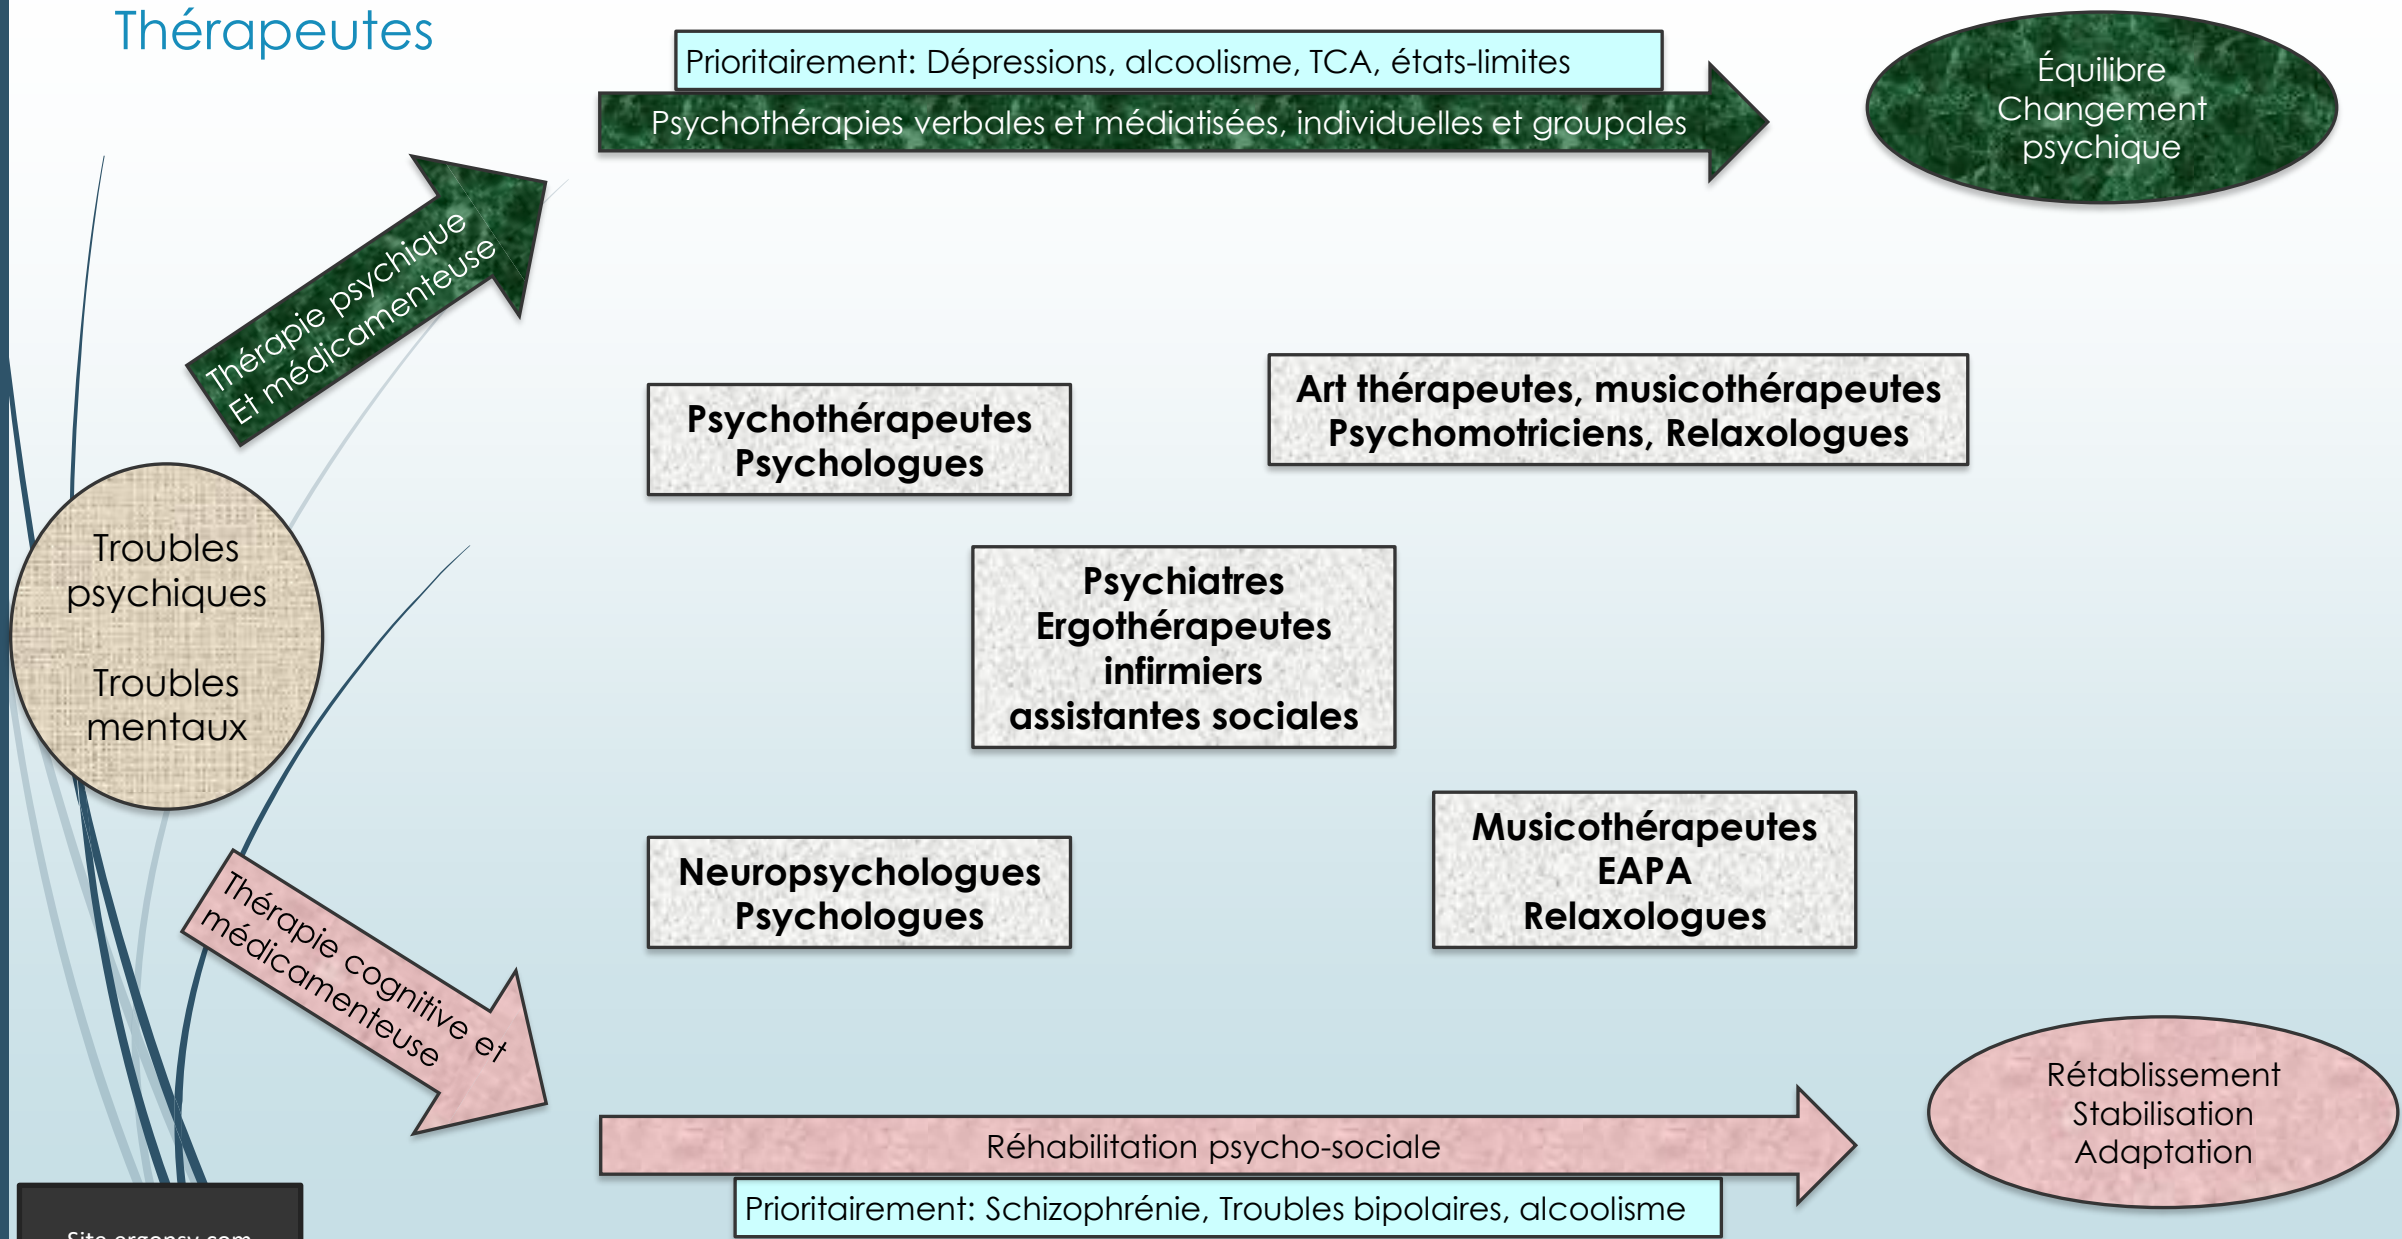 Thérapeutes
Prioritairement: Dépressions, alcoolisme, TCA, états-limites
Psychothérapies verbales et médiatisées, individuelles et groupales
Équilibre
Changement
psychique
Thérapie psychique
Et médicamenteuse
Psychothérapeutes
Psychologues
Art thérapeutes, musicothérapeutes
Psychomotriciens, Relaxologues
Troubles
psychiques
Troubles
mentaux
Psychiatres
Ergothérapeutes
infirmiers
assistantes sociales
Neuropsychologues
Psychologues
Musicothérapeutes
EAPA
Relaxologues
Thérapie cognitive et
médicamenteuse
Réhabilitation psycho-sociale
Prioritairement: Schizophrénie, Troubles bipolaires, alcoolisme
Rétablissement
Stabilisation
Adaptation
Site ergopsy.com